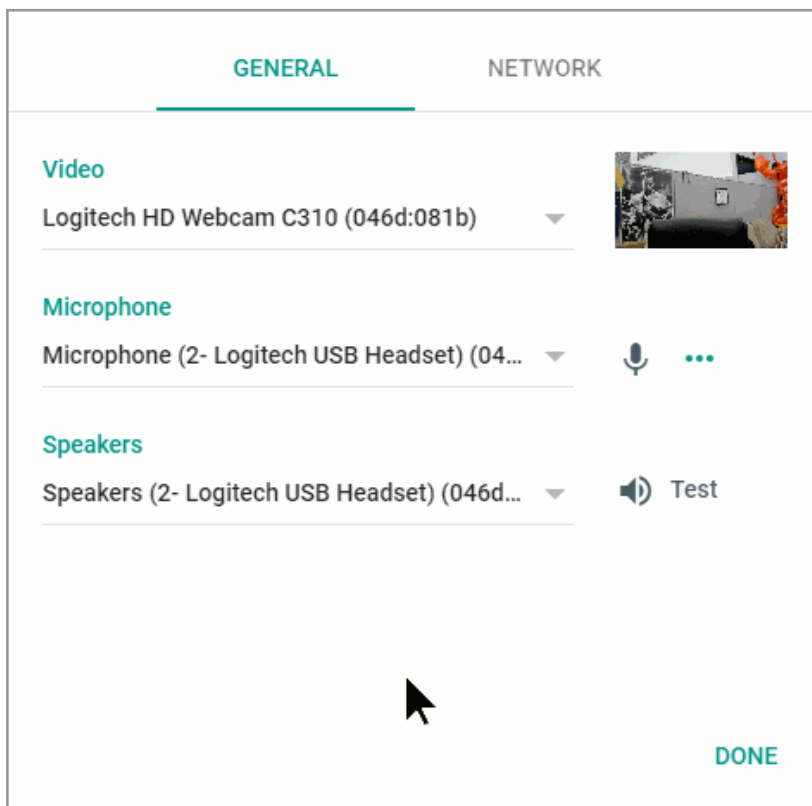 GENERAL NETWORK
Video
Logitech HD Webcam C310 (046d:081b)
Microphone
Microphone (2- Logitech USB Headset) (04...
Speakers
Speakers (2- Logitech USB Headset) (046d...
Test
DONE